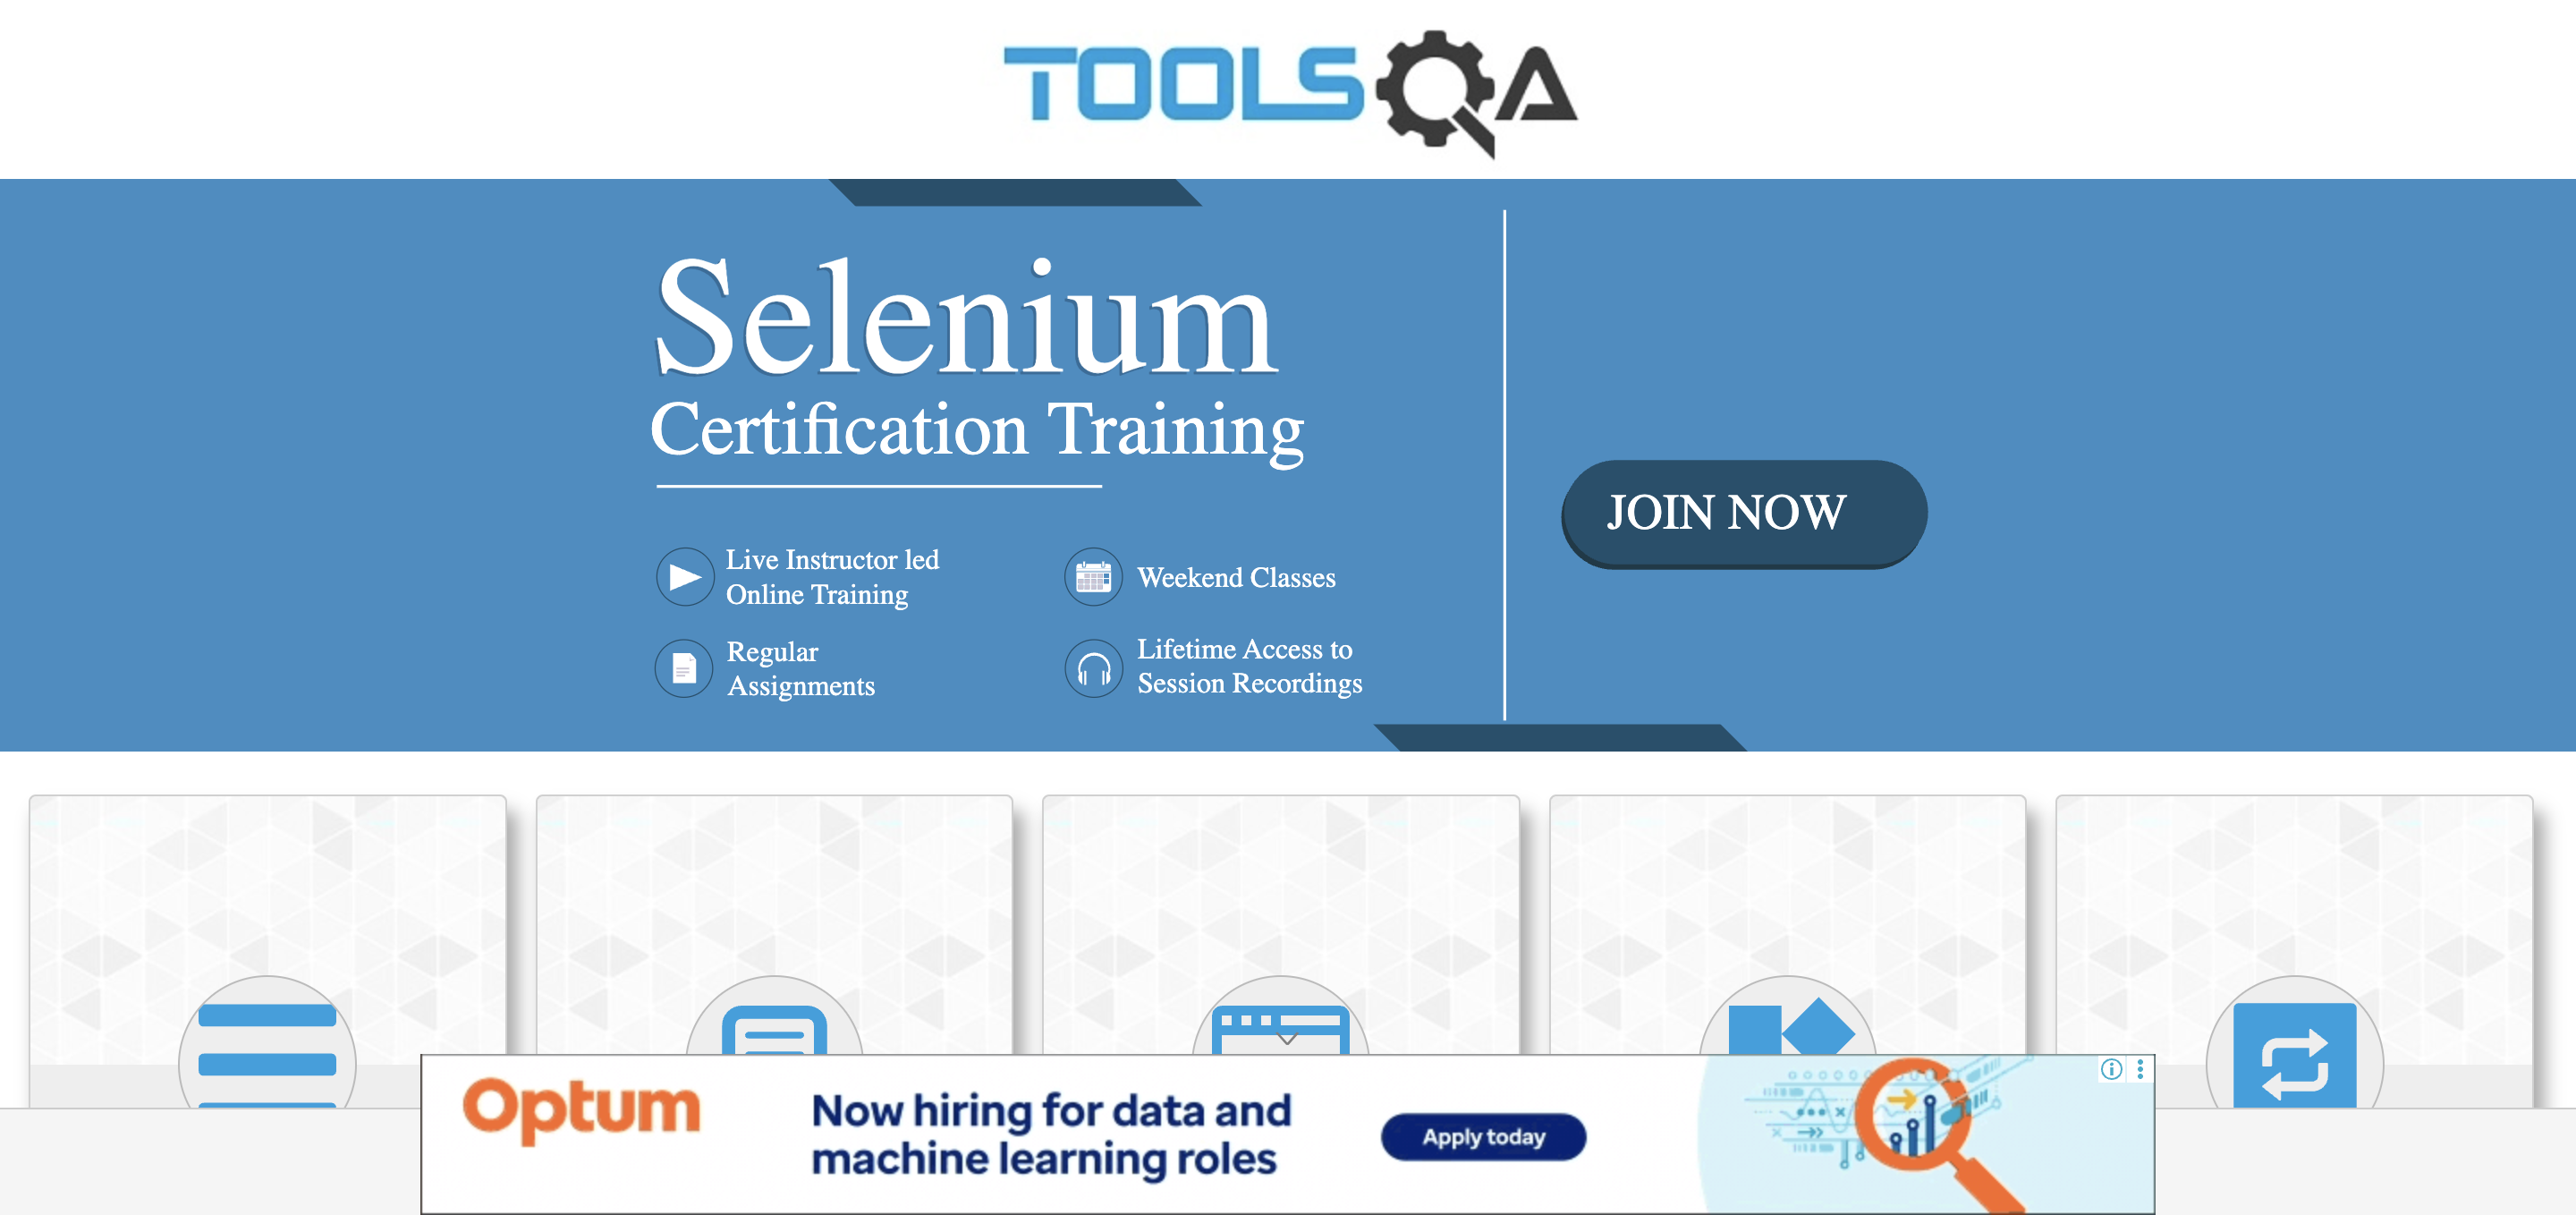 TOOLSQA
Selenium
Certification Training
Live Instructor led
Online Training
Weekend Classes
Regular
Assignments
Lifetime Access to
Session Recordings
JOIN NOW
Optum
Now hiring for data and
machine learning roles
Apply today